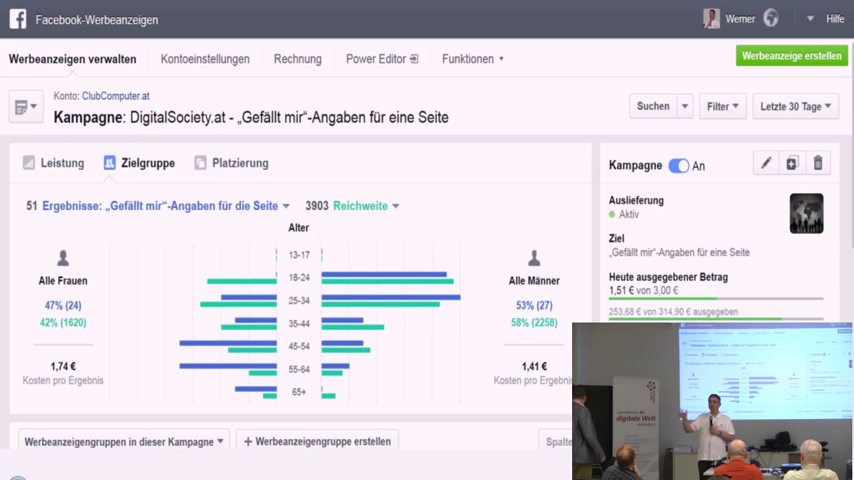 Facebook-Werbeanzeigen
Werner
Hilfe
Werbeanzeigen verwalten
Kontoeinstellungen
Rechnung
Power Editor
Funktionen
Werbeanzeige erstellen
Konto: ClubComputer.at
Kampagne: DigitalSociety.at - „Gefällt mir“-Angaben für eine Seite
Suchen
Filter
Letzte 30 Tage
Leistung
Zielgruppe
Platzierung
51 Ergebnisse: „Gefällt mir“-Angaben für die Seite
3903 Reichweite
Alter
Alle Frauen
47% (24)
42% (1620)
1,74 €
Kosten pro Ergebnis
13-17
18-24
25-34
35-44
45-54
55-64
65+
Alle Männer
53% (27)
58% (2258)
1,41 €
Kosten pro Ergebnis
Kampagne
An
Auslieferung
Aktiv
Ziel
„Gefällt mir“-Angaben für eine Seite
Heute ausgegebener Betrag
1,51 € von 3,00 €
253,68 € von 314,90 € ausgegeben
Werbeanzeigengruppen in dieser Kampagne
+ Werbeanzeigengruppe erstellen
Spalte
digitale Welt